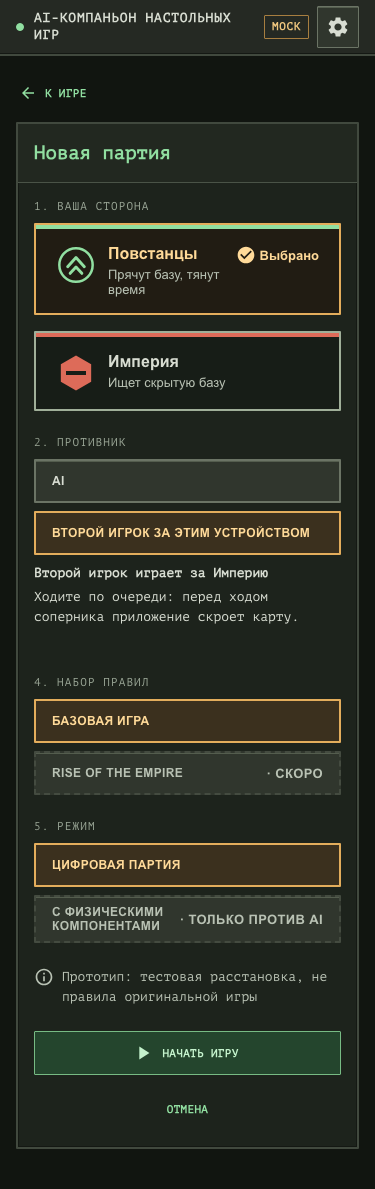 AI-КОМПАНЬОН НАСТОЛЬНЫХ
ИГР
МОСК
К ИГРЕ
Новая партия
1. ВАША СТОРОНА
Повстанцы
Выбрано
Прячут базу, тянут
время
Империя
Ищет скрытую базу
2. ПРОТИВНИК
AI
ВТОРОЙ ИГРОК ЗА ЭТИМ УСТРОЙСТВОМ
Второй игрок играет за Империю
Ходите по очереди: перед ходом
соперника приложение скроет карту.
4. НАБОР ПРАВИЛ
БАЗОВАЯ ИГРА
RISE OF THE EMPIRE · СКОРО
5. РЕЖИМ
ЦИФРОВАЯ ПАРТИЯ
С ФИЗИЧЕСКИМИ
КОМПОНЕНТАМИ · ТОЛЬКО ПРОТИВ AI
Прототип: тестовая расстановка, не
правила оригинальной игры
НАЧАТЬ ИГРУ
ОТМЕНА